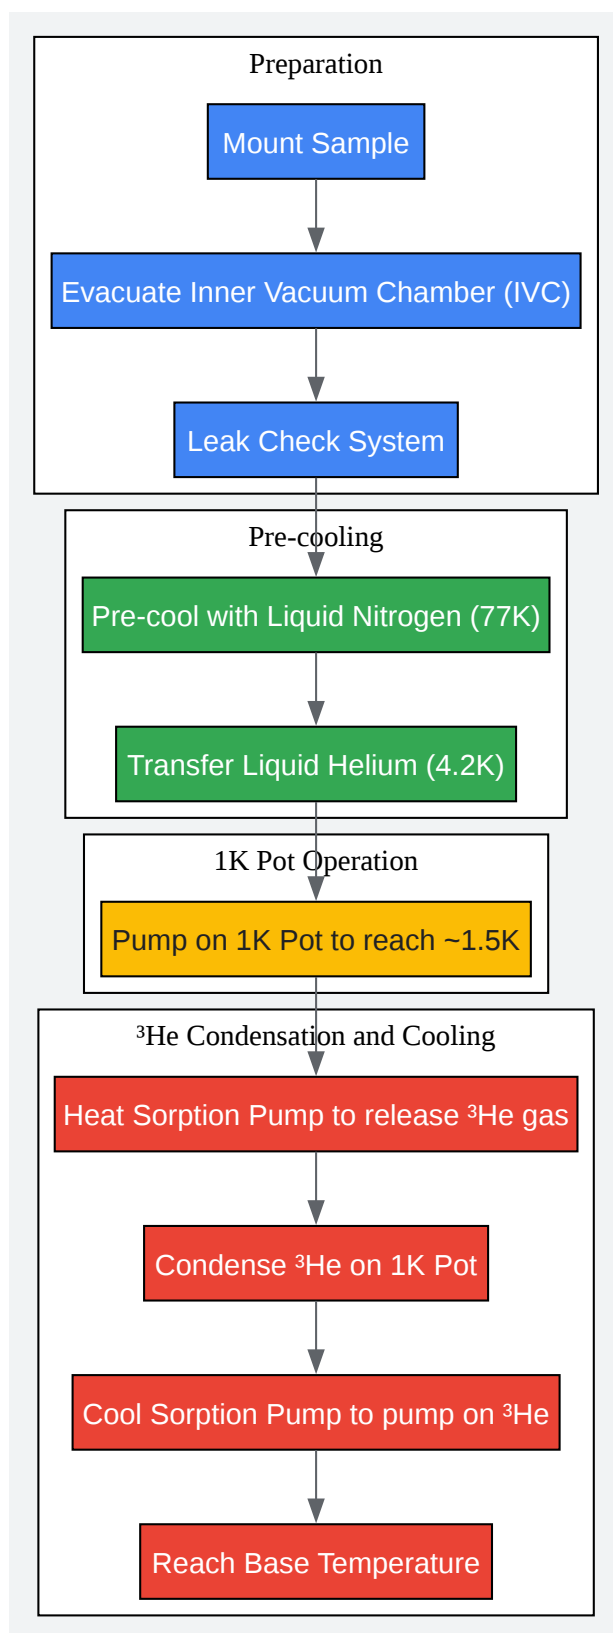 Preparation
Mount Sample
Evacuate Inner Vacuum Chamber (IVC)
Leak Check System
Pre-cooling
Pre-cool with Liquid Nitrogen (77K)
Transfer Liquid Helium (4.2K)
1K Pot Operation
Pump on 1K Pot to reach ~1.5K
³He Condensation and Cooling
Heat Sorption Pump to release ³He gas
Condense ³He on 1K Pot
Cool Sorption Pump to pump on ³He
Reach Base Temperature